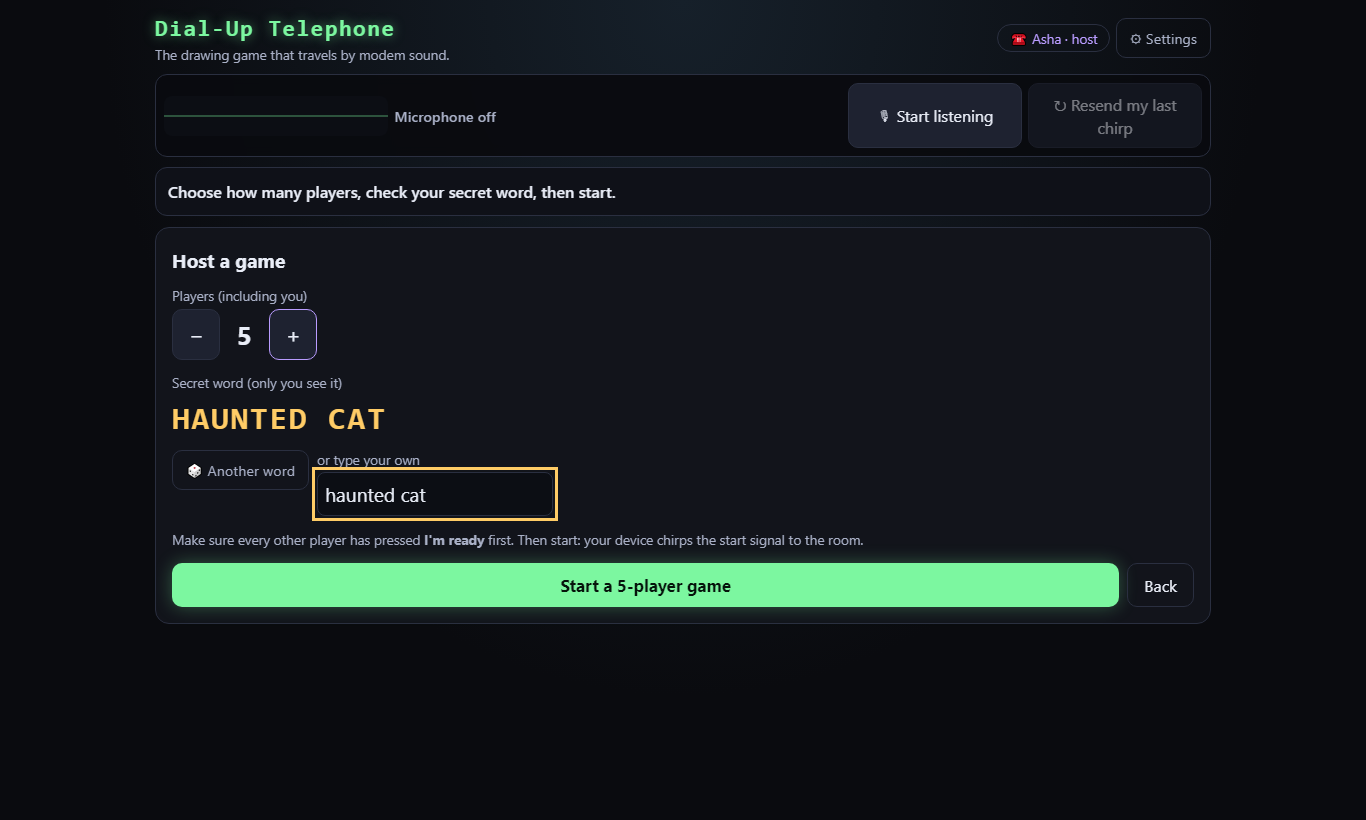 Dial-Up Telephone
The drawing game that travels by modem sound.
☎️ Asha · host
⚙ Settings
Microphone off
🎙 Start listening
↻ Resend my last
chirp
Choose how many players, check your secret word, then start.
Host a game
Players (including you)
− 5 +
Secret word (only you see it)
HAUNTED CAT
🎲 Another word
or type your own
haunted cat
Make sure every other player has pressed I'm ready first. Then start: your device chirps the start signal to the room.
Start a 5-player game
Back